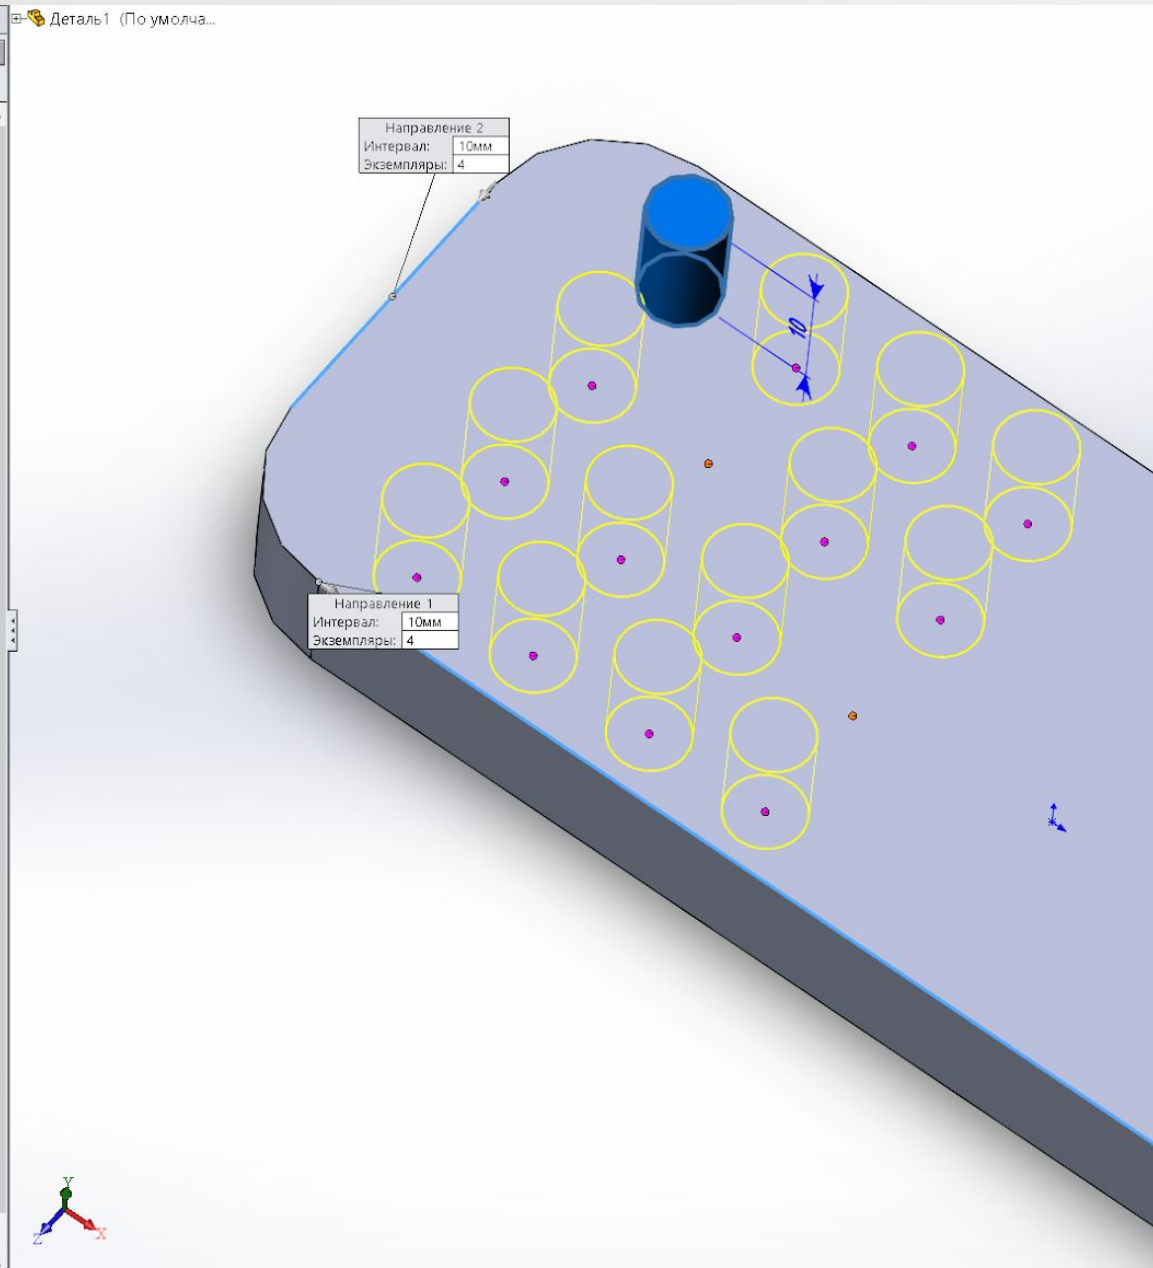 Деталь1 (По умолча...
Направление 2
Интервал: 10мм
Экземпляры: 4
10
Направление 1
Интервал: 10мм
Экземпляры: 4
Y
Z
X